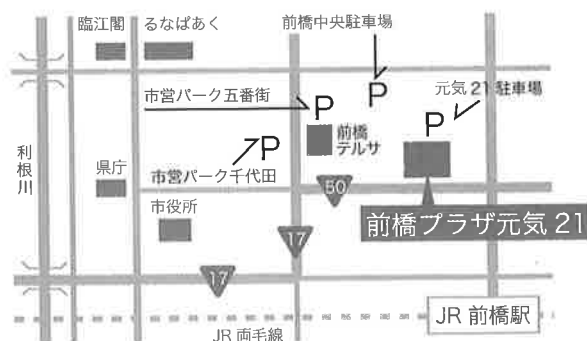 臨江閣
るなぱあく
前橋中央駐車場
元気21駐車場
市営パーク五番街
P
P
P
P
前橋
テルサ
利根川
県庁
市営パーク千代田
50
市役所
前橋プラザ元気21
17
17
JR 前橋駅
JR 両毛線